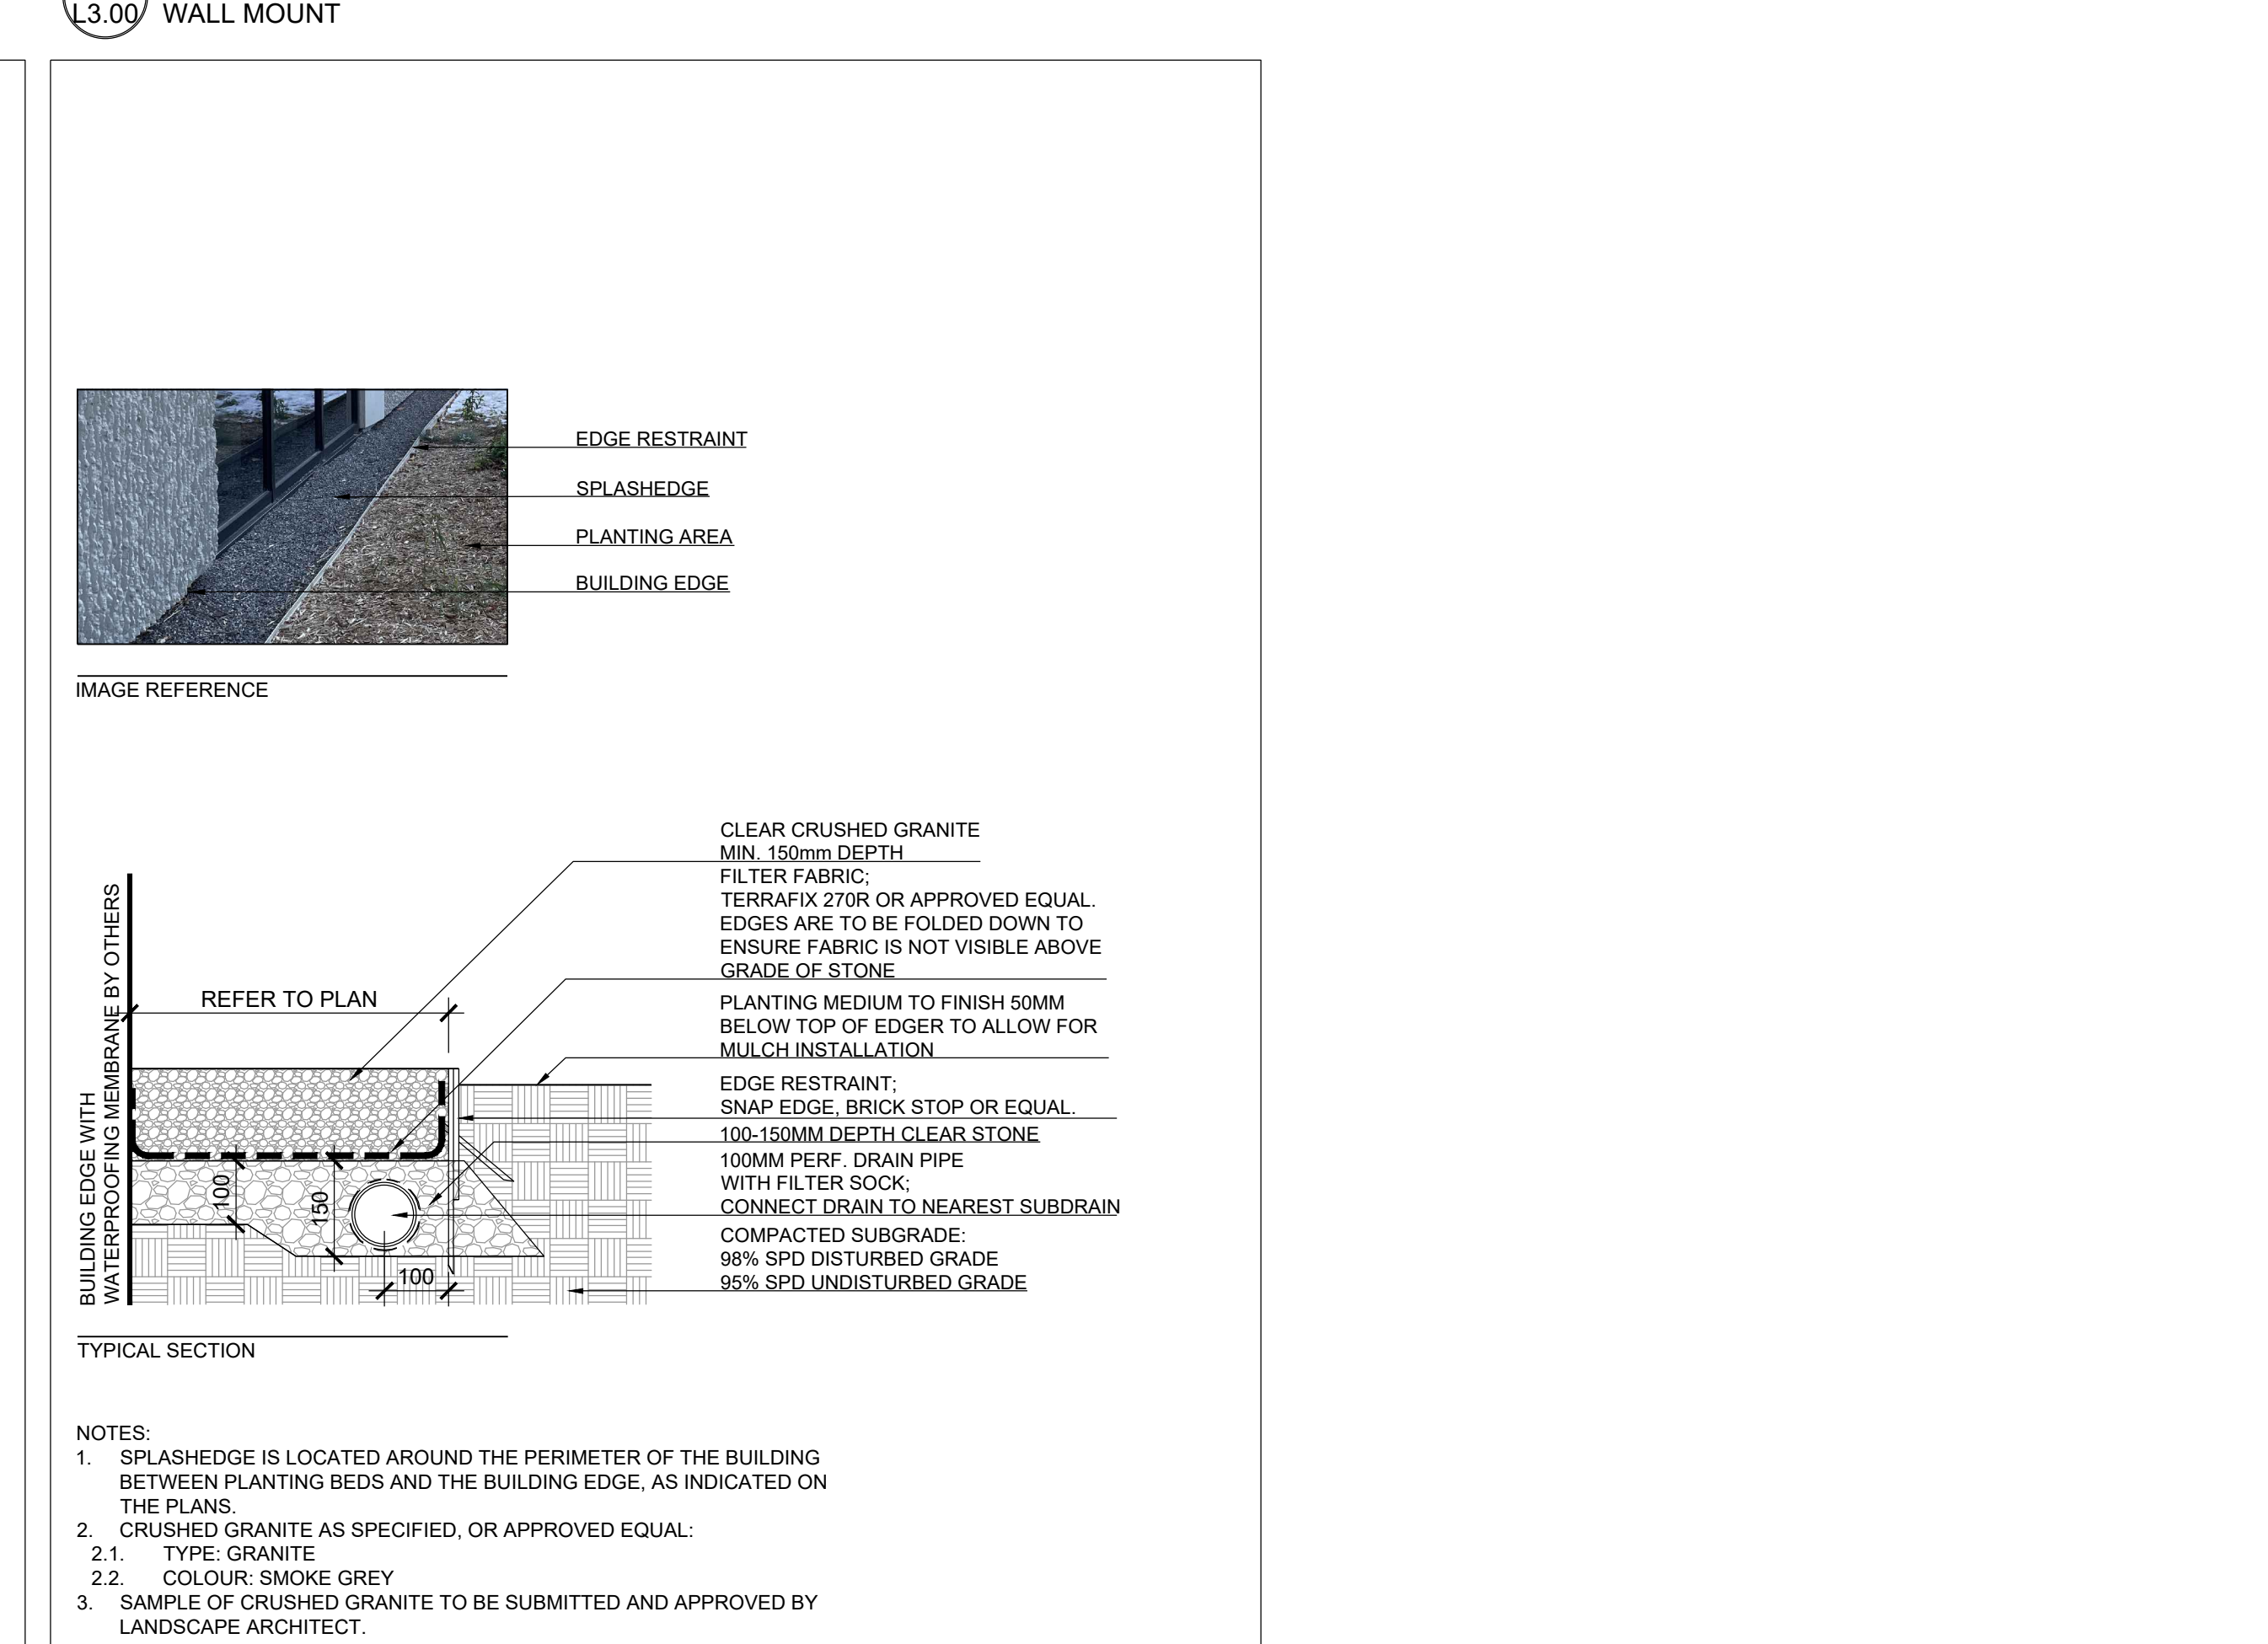 L3.00 WALL MOUNT
EDGE RESTRAINT
SPLASHEDGE
PLANTING AREA
BUILDING EDGE
IMAGE REFERENCE
CLEAR CRUSHED GRANITE
MIN. 150mm DEPTH
FILTER FABRIC;
TERRAFIX 270R OR APPROVED EQUAL.
EDGES ARE TO BE FOLDED DOWN TO
ENSURE FABRIC IS NOT VISIBLE ABOVE
GRADE OF STONE
PLANTING MEDIUM TO FINISH 50MM
BELOW TOP OF EDGER TO ALLOW FOR
MULCH INSTALLATION
EDGE RESTRAINT;
SNAP EDGE, BRICK STOP OR EQUAL.
100-150MM DEPTH CLEAR STONE
100MM PERF. DRAIN PIPE
WITH FILTER SOCK;
CONNECT DRAIN TO NEAREST SUBDRAIN
COMPACTED SUBGRADE:
98% SPD DISTURBED GRADE
95% SPD UNDISTURBED GRADE
BUILDING EDGE WITH
WATERPROOFING MEMBRANE BY OTHERS
REFER TO PLAN
100
150
100
TYPICAL SECTION
NOTES:
1. SPLASHEDGE IS LOCATED AROUND THE PERIMETER OF THE BUILDING
BETWEEN PLANTING BEDS AND THE BUILDING EDGE, AS INDICATED ON
THE PLANS.
2. CRUSHED GRANITE AS SPECIFIED, OR APPROVED EQUAL:
2.1. TYPE: GRANITE
2.2. COLOUR: SMOKE GREY
3. SAMPLE OF CRUSHED GRANITE TO BE SUBMITTED AND APPROVED BY
LANDSCAPE ARCHITECT.